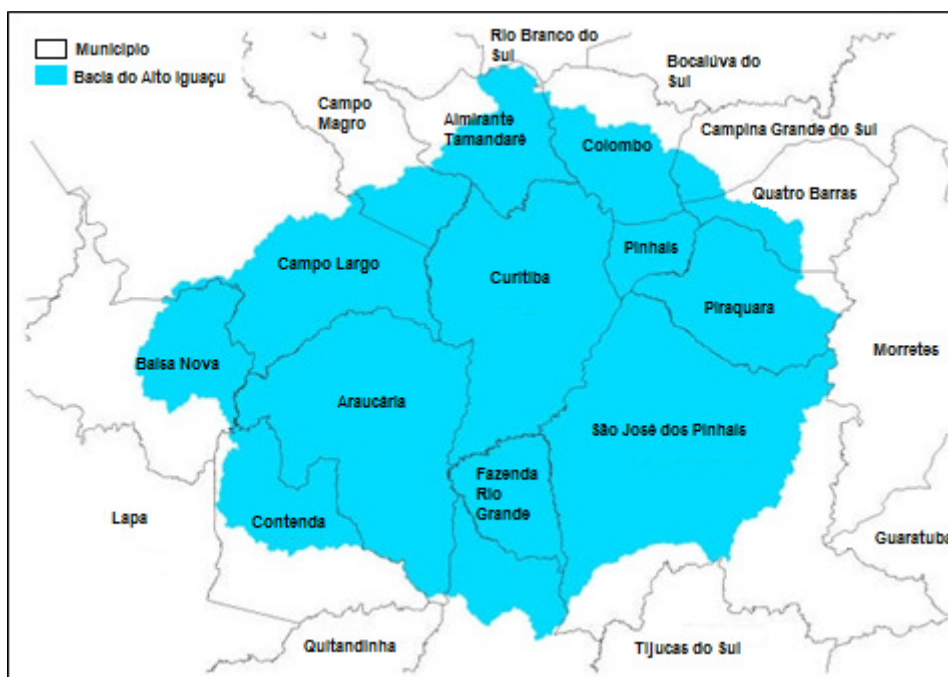 Município
Bacia do Alto Iguaçu
Rio Branco do
Sul
Bocaiúva do
Sul
Campo
Magro
Almirante
Tamandaré
Colombo
Campina Grande do Sul
Quatro Barras
Pinhais
Campo Largo
Curitiba
Piraquara
Balsa Nova
Morretes
Araucária
São José dos Pinhais
Fazenda
Rio
Grande
Lapa
Contenda
Guaratuba
Quitandinha
Tijucas do Sul